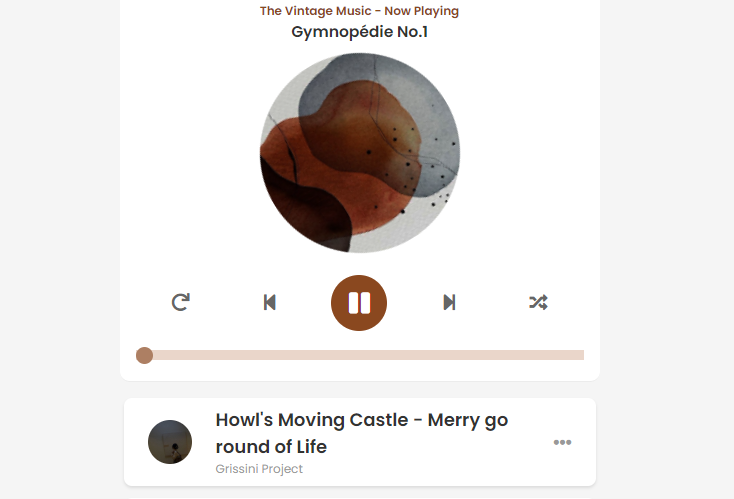 The Vintage Music - Now Playing
Gymnopédie No.1
Howl's Moving Castle - Merry go
round of Life
Grissini Project